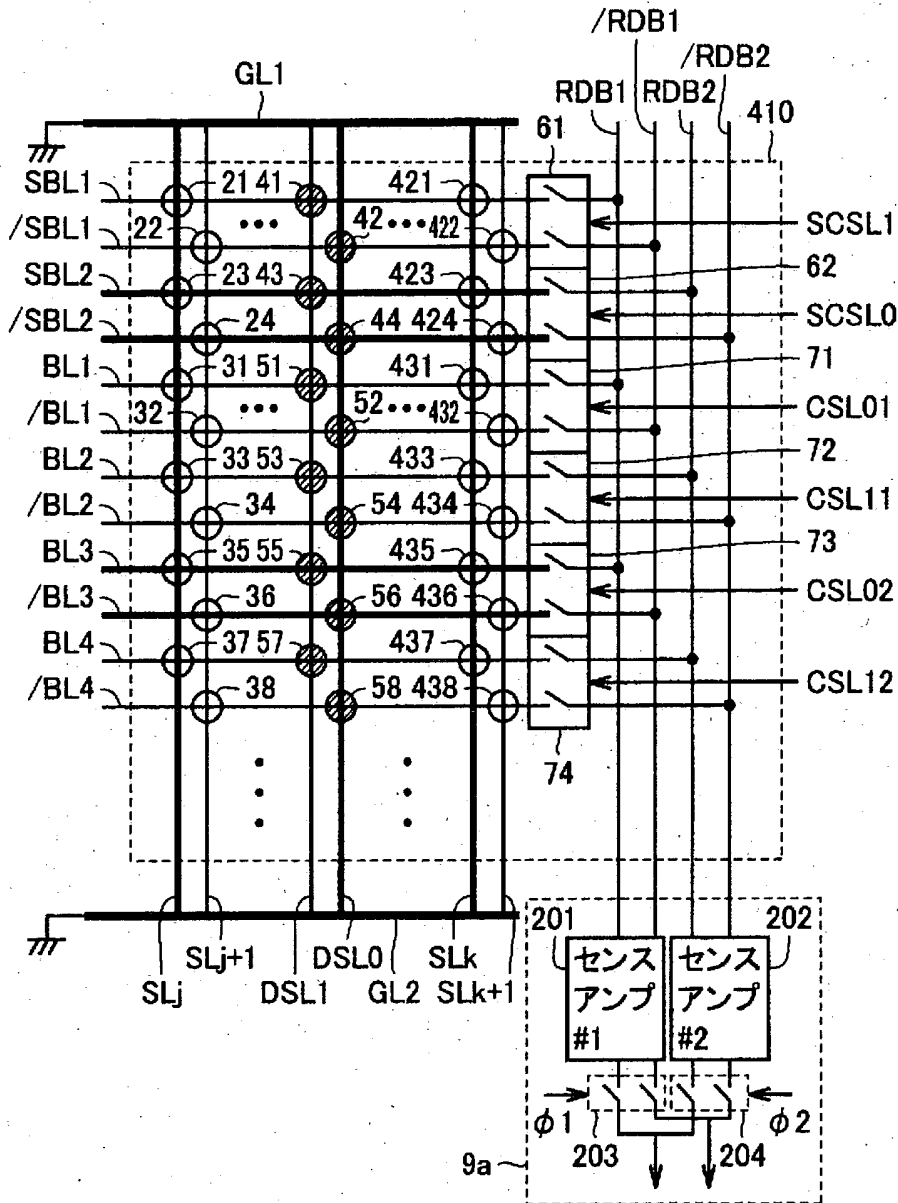 /RDB1
/RDB2
GL1
RDB1 RDB2
61
410
SBL1 21 41 421
SCSL1
/SBL1 22 42 422
62
SBL2 23 43 423
SCSL0
/SBL2 24 44 424
71
BL1 31 51 431
CSL01
/BL1 32 52 432
72
BL2 33 53 433
CSL11
/BL2 34 54 434
73
BL3 35 55 435
CSL02
/BL3 36 56 436
BL4 37 57 437
CSL12
/BL4 38 58 438
74
201 202
SLj+1 DSL0 SLk
SLj DSL1 GL2 SLk+1
センス センス
アンプ アンプ
#1 #2
φ1 203 204 φ2
9a